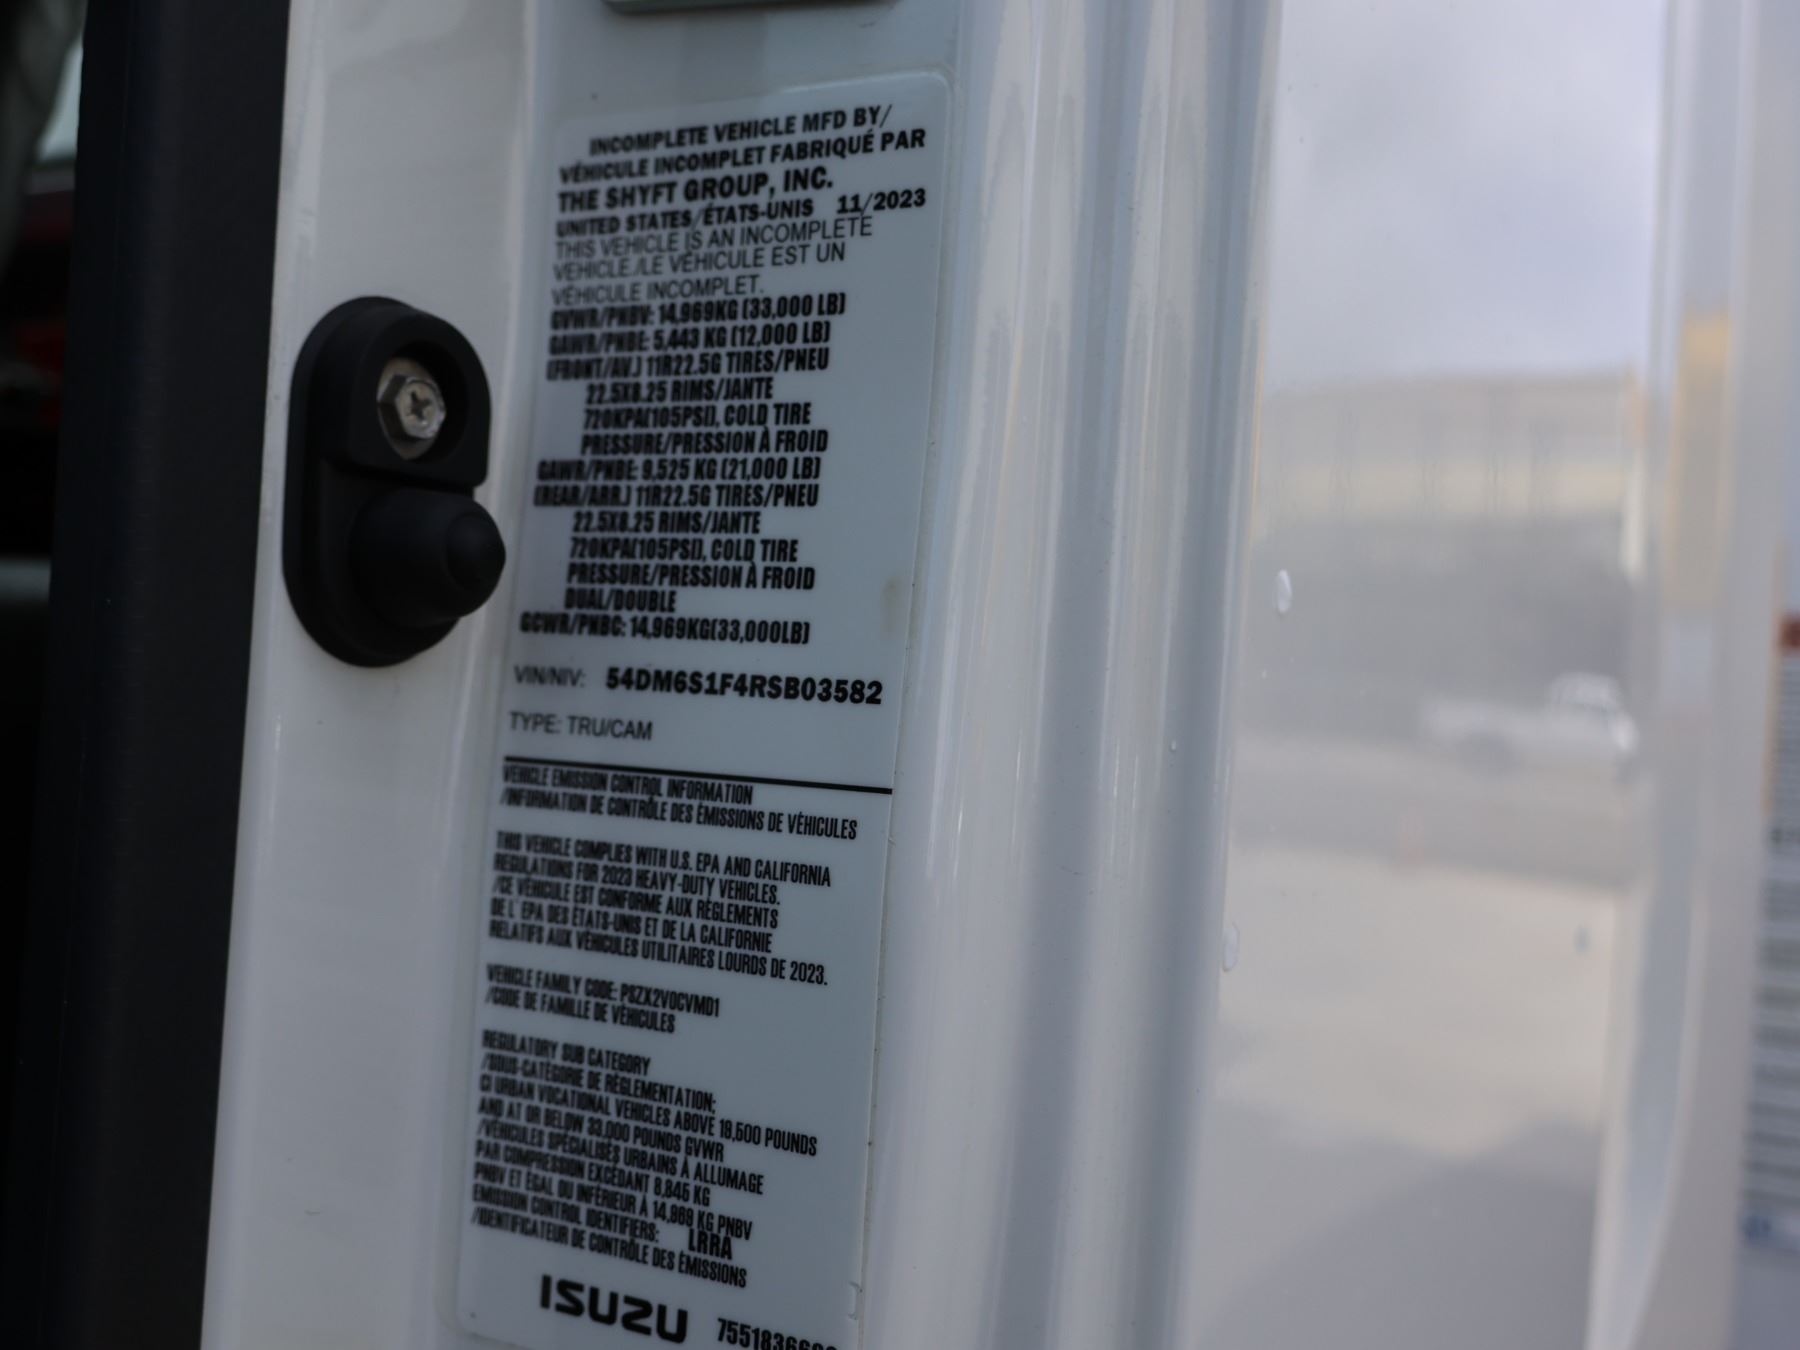 INCOMPLETE VEHICLE MFD BY/
VÉHICULE INCOMPLET FABRIQUÉ PAR
THE SHYFT GROUP, INC.
UNITED STATES/ÉTATS-UNIS 11/2023
THIS VEHICLE IS AN INCOMPLETE
VEHICLE./LE VÉHICULE EST UN
VÉHICULE INCOMPLET.
GVWR/PNBV: 14,969KG (33,000 LB)
GAWR/PNBE: 5,443 KG (12,000 LB)
(FRONT/AV.) 11R22.5G TIRES/PNEU
22.5X8.25 RIMS/JANTE
720KPA(105PSI), COLD TIRE
PRESSURE/PRESSION À FROID
GAWR/PNBE: 9,525 KG (21,000 LB)
(REAR/ARR.) 11R22.5G TIRES/PNEU
22.5X8.25 RIMS/JANTE
720KPA(105PSI), COLD TIRE
PRESSURE/PRESSION À FROID
DUAL/DOUBLE
GCWR/PNBC: 14,969KG(33,000LB)
VIN/NIV: 54DM6S1F4RSB03582
TYPE: TRU/CAM
VEHICLE EMISSION CONTROL INFORMATION
/INFORMATION DE CONTRÔLE DES ÉMISSIONS DE VÉHICULES
THIS VEHICLE COMPLIES WITH U.S. EPA AND CALIFORNIA
REGULATIONS FOR 2023 HEAVY-DUTY VEHICLES.
/CE VÉHICULE EST CONFORME AUX RÈGLEMENTS
DE L' EPA DES ÉTATS-UNIS ET DE LA CALIFORNIE
RELATIFS AUX VÉHICULES UTILITAIRES LOURDS DE 2023.
VEHICLE FAMILY CODE: PSZX2VOCVMD1
/CODE DE FAMILLE DE VÉHICULES
REGULATORY SUB CATEGORY
/SOUS-CATÉGORIE DE RÉGLEMENTATION:
CI URBAN VOCATIONAL VEHICLES ABOVE 19,500 POUNDS
AND AT OR BELOW 33,000 POUNDS GVWR
/VÉHICULES SPÉCIALISÉS URBAINS À ALLUMAGE
PAR COMPRESSION EXCÉDANT 8,845 KG
PNBV ET ÉGAL OU INFÉRIEUR À 14,969 KG PNBV
EMISSION CONTROL IDENTIFIERS: LRRA
/IDENTIFICATEUR DE CONTRÔLE DES ÉMISSIONS
ISUZU